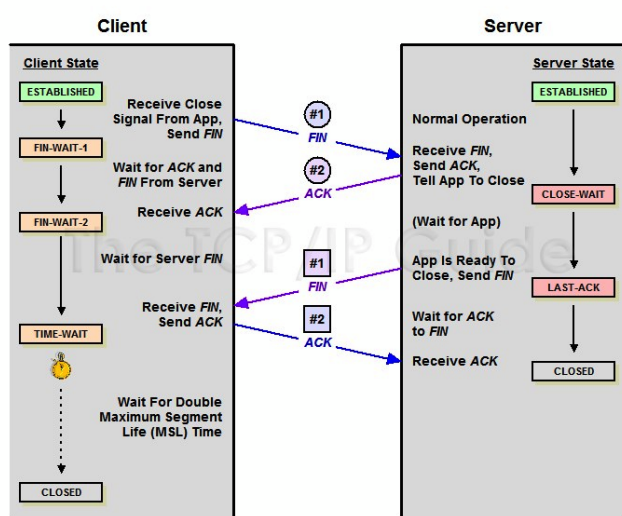 Client
Server
Client State
ESTABLISHED
Receive Close
Signal From App,
Send FIN
FIN-WAIT-1
Wait for ACK and
FIN From Server
Receive ACK
FIN-WAIT-2
Wait for Server FIN
Receive FIN,
Send ACK
TIME-WAIT
Wait For Double
Maximum Segment
Life (MSL) Time
CLOSED
#1
FIN
#2
ACK
#1
FIN
#2
ACK
Server State
ESTABLISHED
Normal Operation
Receive FIN,
Send ACK,
Tell App To Close
CLOSE-WAIT
(Wait for App)
App Is Ready To
Close, Send FIN
LAST-ACK
Wait for ACK
to FIN
Receive ACK
CLOSED
The TCP/IP Guide